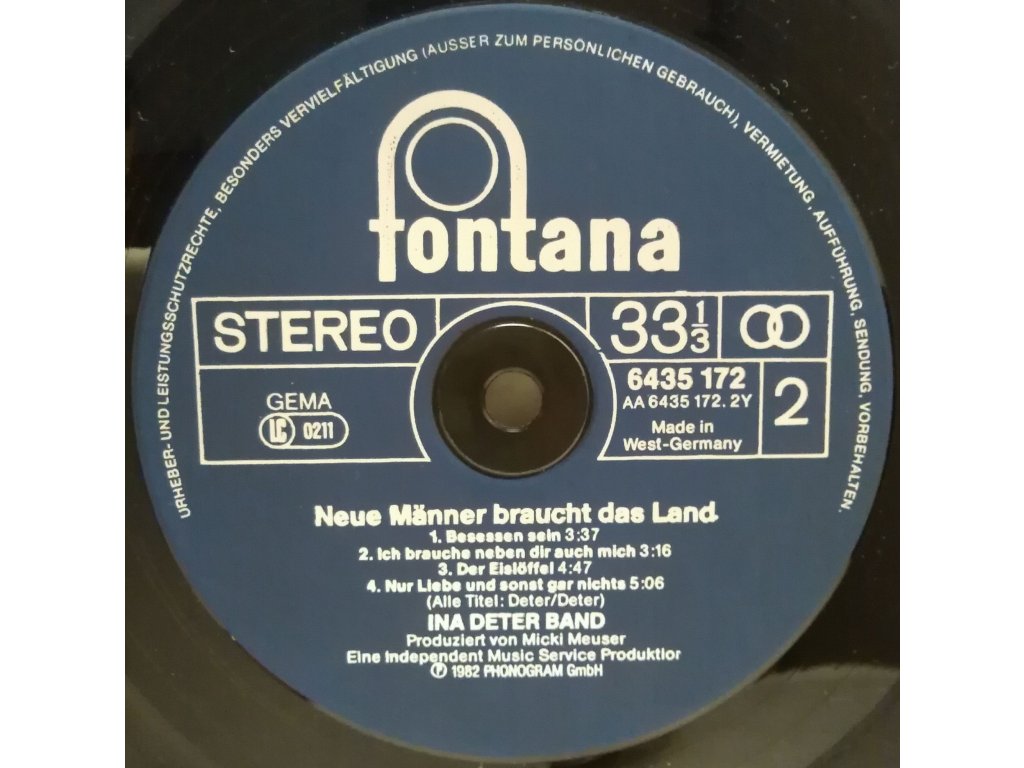 URHEBER- UND LEISTUNGSSCHUTZRECHTE, BESONDERS VERVIELFÄLTIGUNG (AUSSER ZUM PERSÖNLICHEN GEBRAUCH), VERMIETUNG, AUFFÜHRUNG, SENDUNG, VORBEHALTEN.
fontana
STEREO
33 1/3
GEMA
LC 0211
6435 172
AA 6435 172.2Y
Made in
West-Germany
2
Neue Männer braucht das Land
1. Besessen sein 3:37
2. Ich brauche neben dir auch mich 3:16
3. Der Eislöffel 4:47
4. Nur Liebe und sonst gar nichts 5:06
(Alle Titel: Deter/Deter)
INA DETER BAND
Produziert von Micki Meuser
Eine Independent Music Service Produktion
Ⓟ 1982 PHONOGRAM GmbH